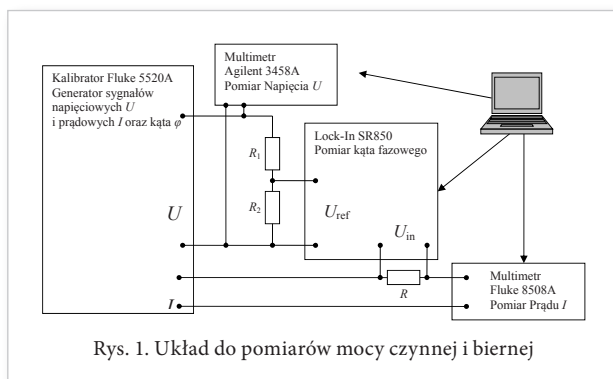 Kalibrator Fluke 5520A
Generator sygnałów
napięciowych U
i prądowych I oraz kąta φ
U
I
Multimetr
Agilent 3458A
Pomiar Napięcia U
R1
R2
Lock-In SR850
Pomiar kąta fazowego
Uref
Uin
R
Multimetr
Fluke 8508A
Pomiar Prądu I
Rys. 1. Układ do pomiarów mocy czynnej i biernej